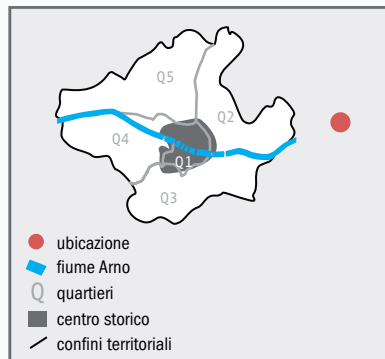 Q5
Q2
Q4
Q1
Q3
ubicazione
fiume Arno
Q quartieri
centro storico
confini territoriali